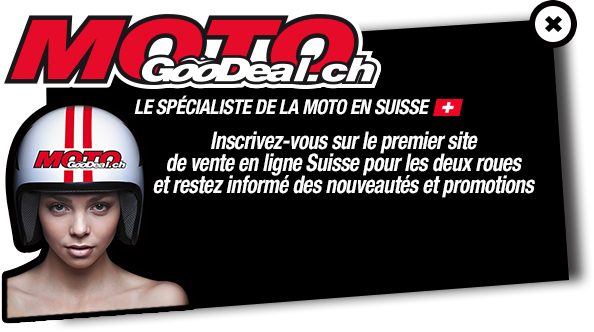 MOTO
GOODeal.ch
LE SPÉCIALISTE DE LA MOTO EN SUISSE
Inscrivez-vous sur le premier site
de vente en ligne Suisse pour les deux roues
et restez informé des nouveautés et promotions
MOTO
GOODeal.ch